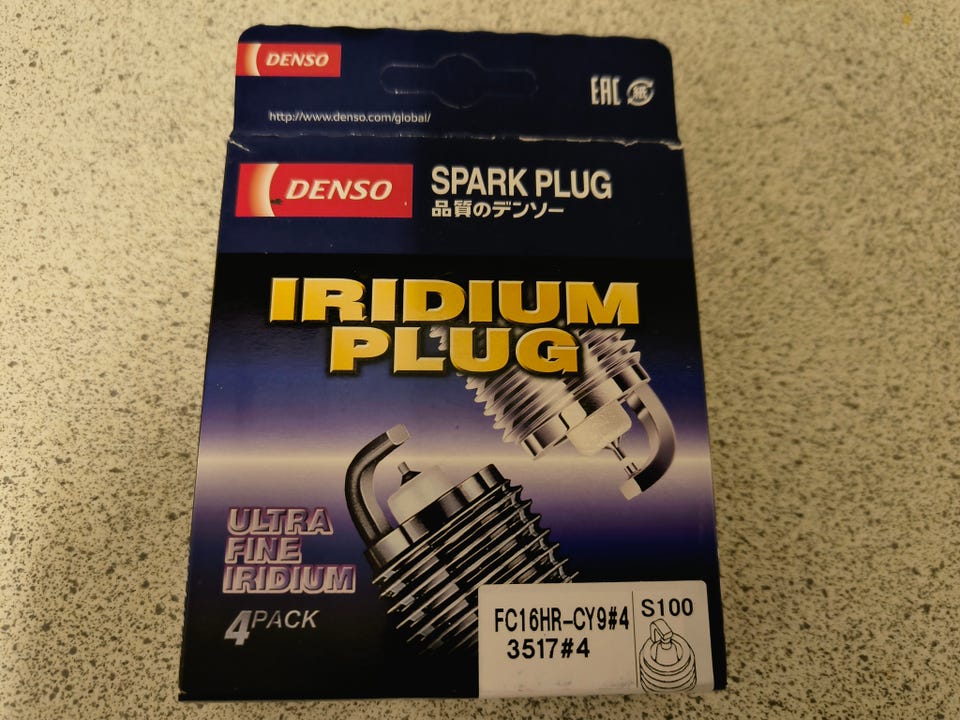 DENSO
EAC
http://www.denso.com/global/
DENSO
SPARK PLUG
品質のデンソー
IRIDIUM
PLUG
ULTRA
FINE
IRIDIUM
4PACK
FC16HR-CY9#4
3517#4
S100